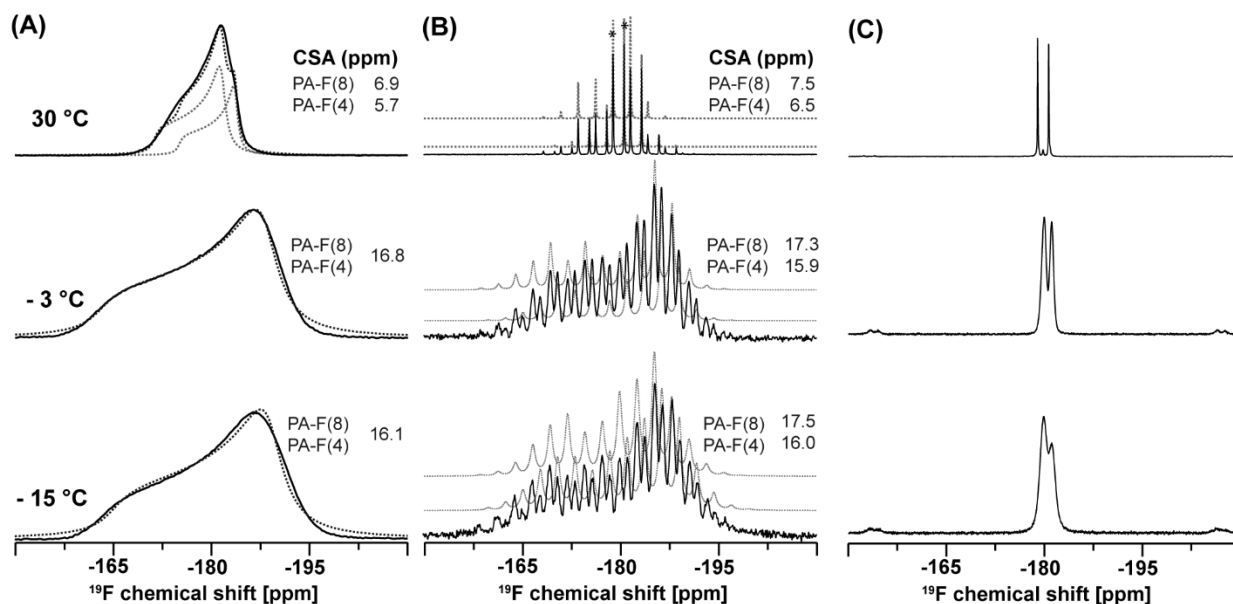 (A)
CSA (ppm)
PA-F(8) 6.9
PA-F(4) 5.7
30 °C
PA-F(8)
PA-F(4)
16.8
- 3 °C
PA-F(8)
PA-F(4)
16.1
- 15 °C
-165 -180 -195
¹⁹F chemical shift [ppm]
(B)
* *
CSA (ppm)
PA-F(8) 7.5
PA-F(4) 6.5
PA-F(8) 17.3
PA-F(4) 15.9
PA-F(8) 17.5
PA-F(4) 16.0
-165 -180 -195
¹⁹F chemical shift [ppm]
(C)
-165 -180 -195
¹⁹F chemical shift [ppm]